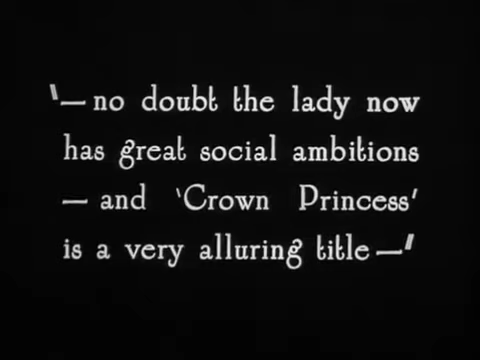 "— no doubt the lady now
has great social ambitions
— and 'Crown Princess'
is a very alluring title —"